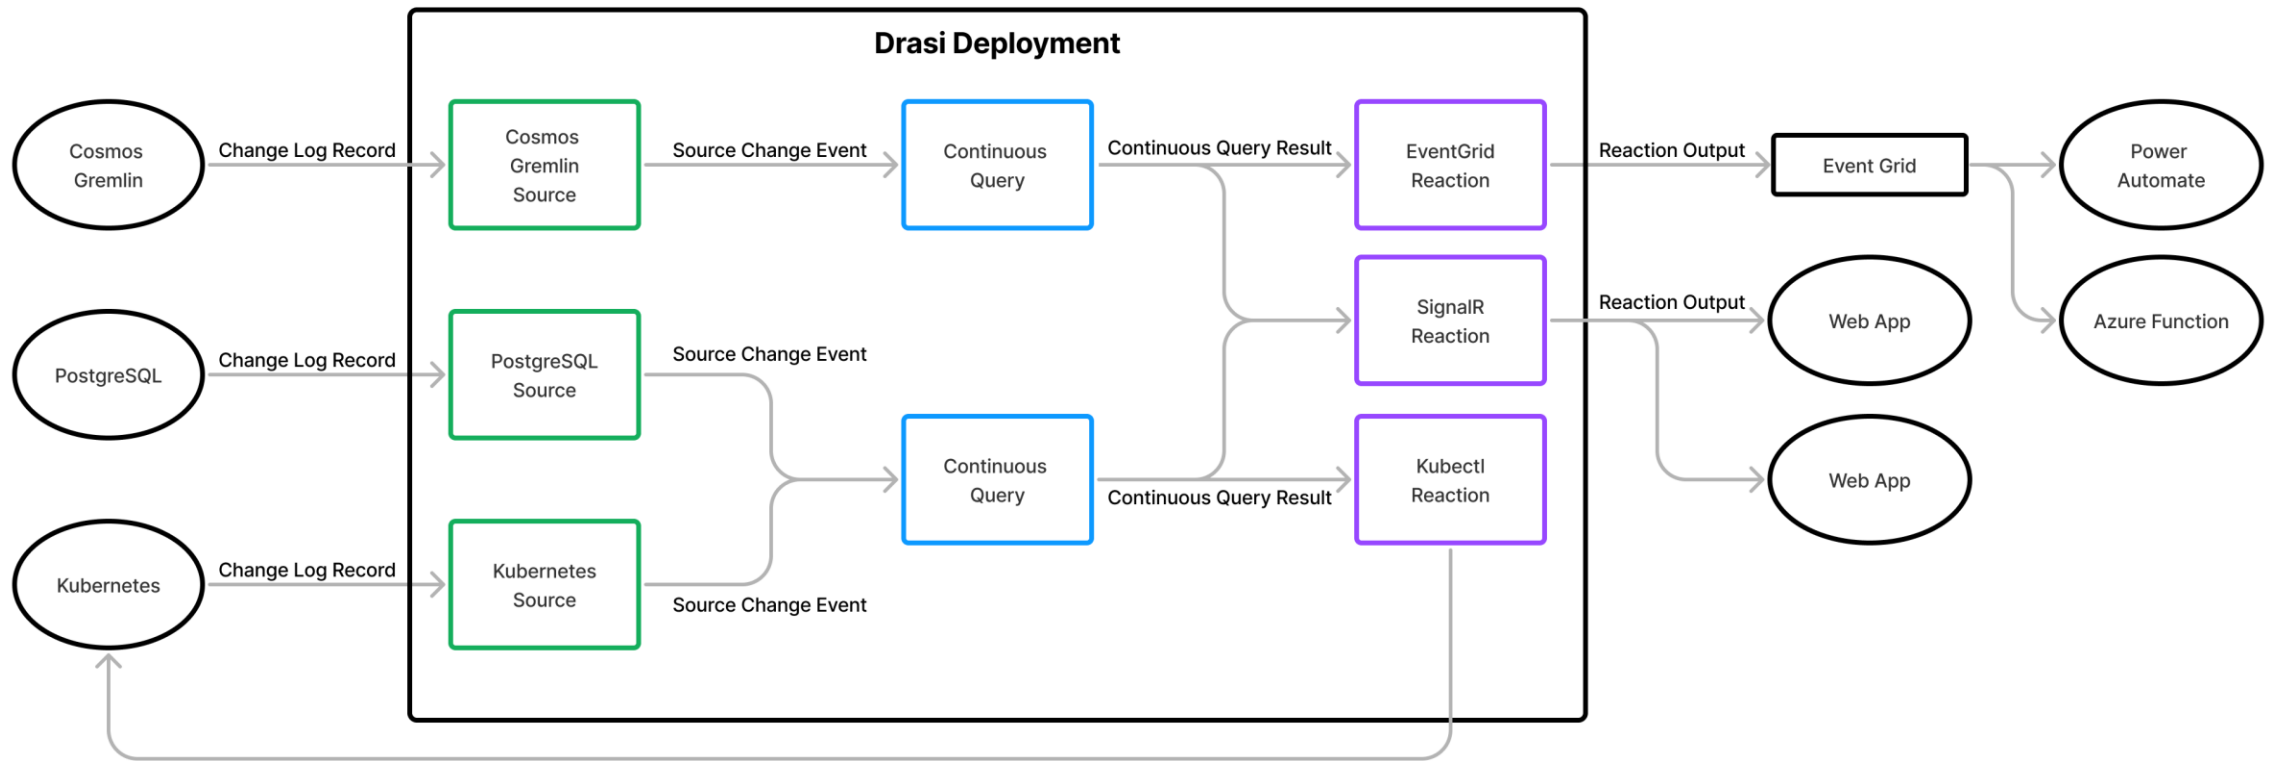 Drasi Deployment
Cosmos
Gremlin
Change Log Record
Cosmos
Gremlin
Source
Source Change Event
Continuous
Query
Continuous Query Result
EventGrid
Reaction
Reaction Output
Event Grid
Power
Automate
SignalR
Reaction
Reaction Output
Web App
Azure Function
PostgreSQL
Change Log Record
PostgreSQL
Source
Source Change Event
Continuous
Query
Continuous Query Result
Kubectl
Reaction
Web App
Kubernetes
Change Log Record
Kubernetes
Source
Source Change Event